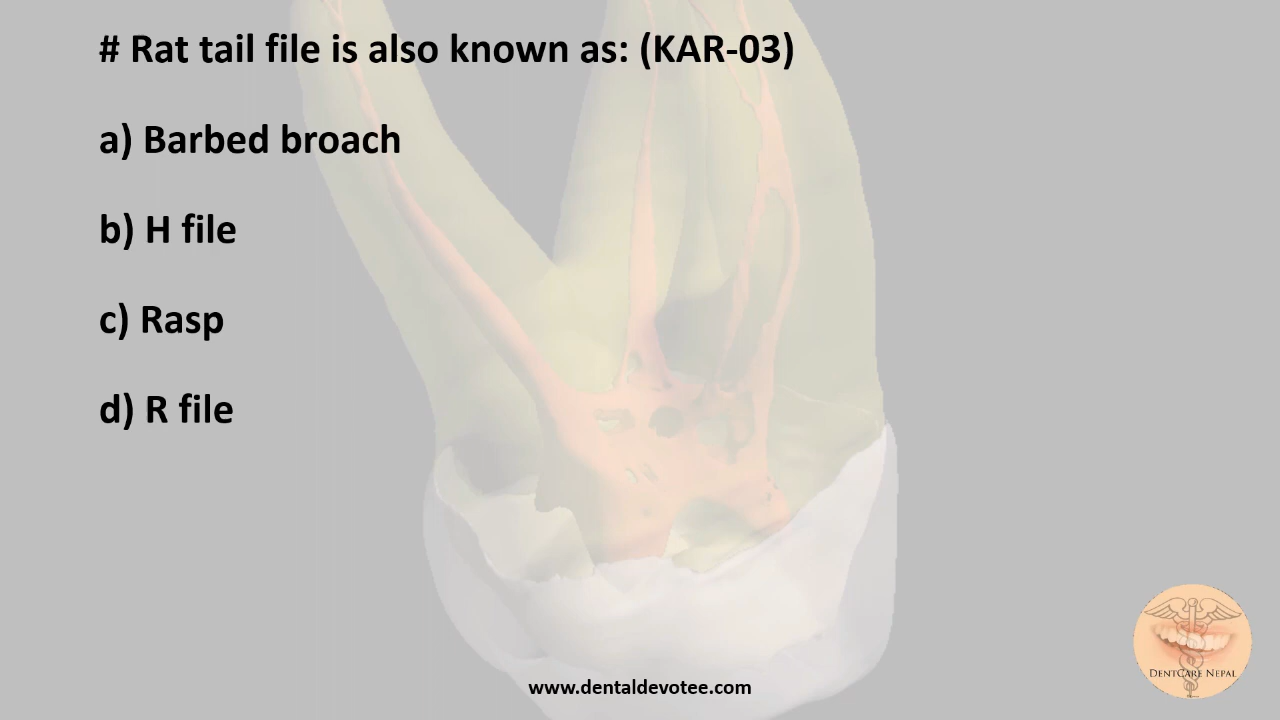 # Rat tail file is also known as: (KAR-03)
a) Barbed broach
b) H file
c) Rasp
d) R file
DENTCARE NEPAL
www.dentaldevotee.com